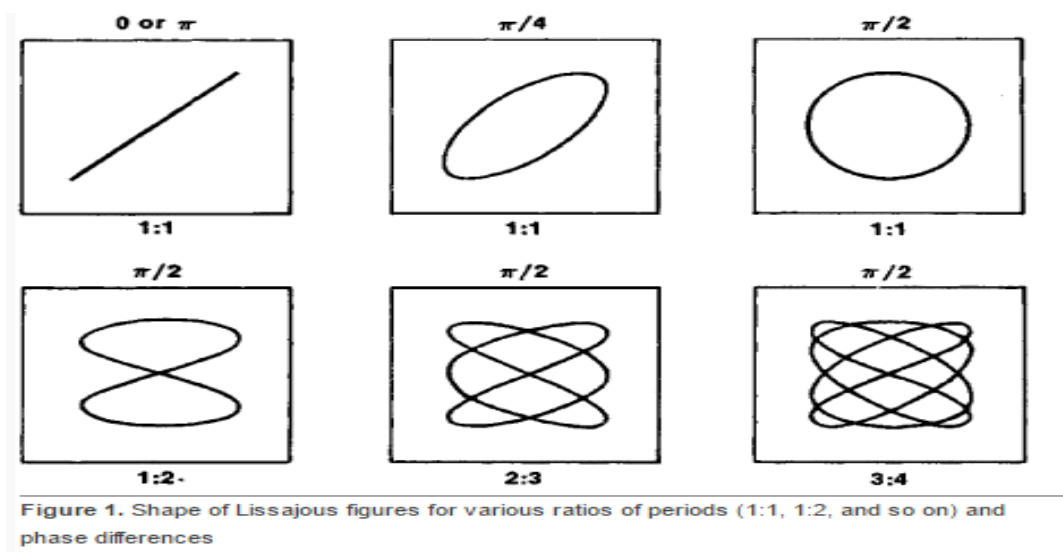 0 or π
π/4
π/2
1:1
1:1
1:1
π/2
π/2
π/2
1:2.
2:3
3:4
Figure 1. Shape of Lissajous figures for various ratios of periods (1:1, 1:2, and so on) and
phase differences